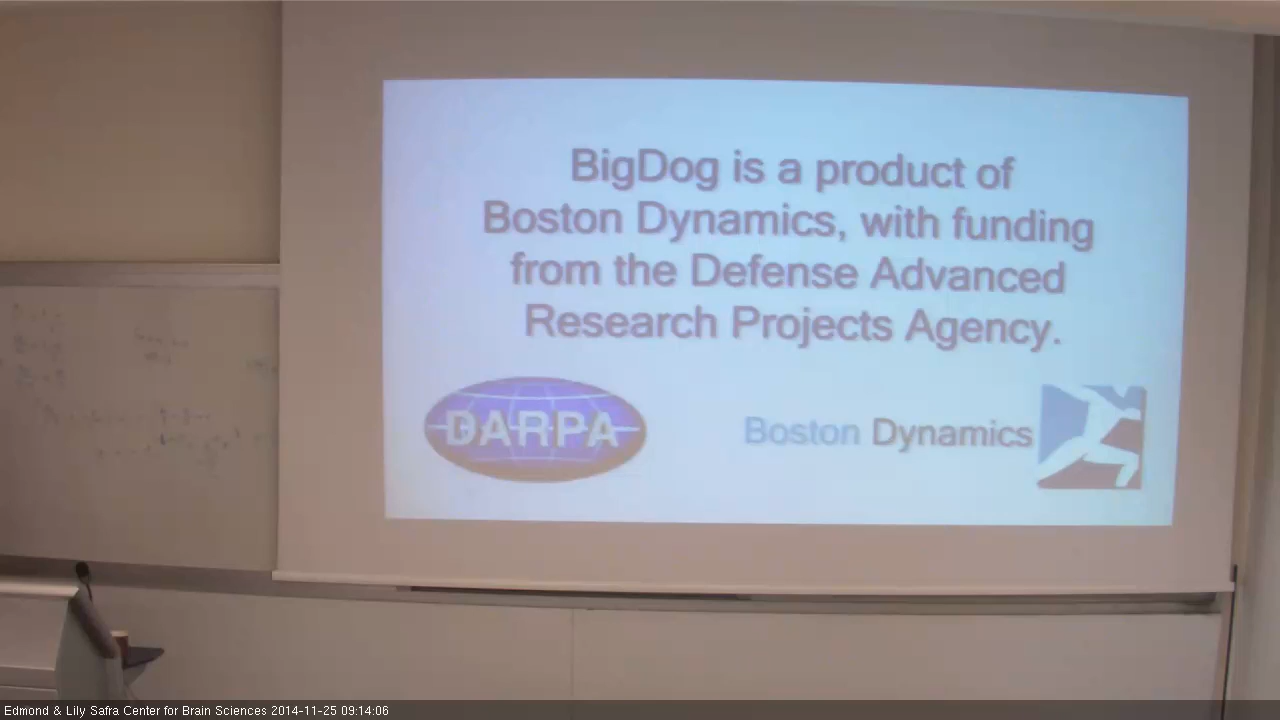 BigDog is a product of
Boston Dynamics, with funding
from the Defense Advanced
Research Projects Agency.
DARPA
Boston Dynamics
Edmond & Lily Safra Center for Brain Sciences 2014-11-25 09:14:06